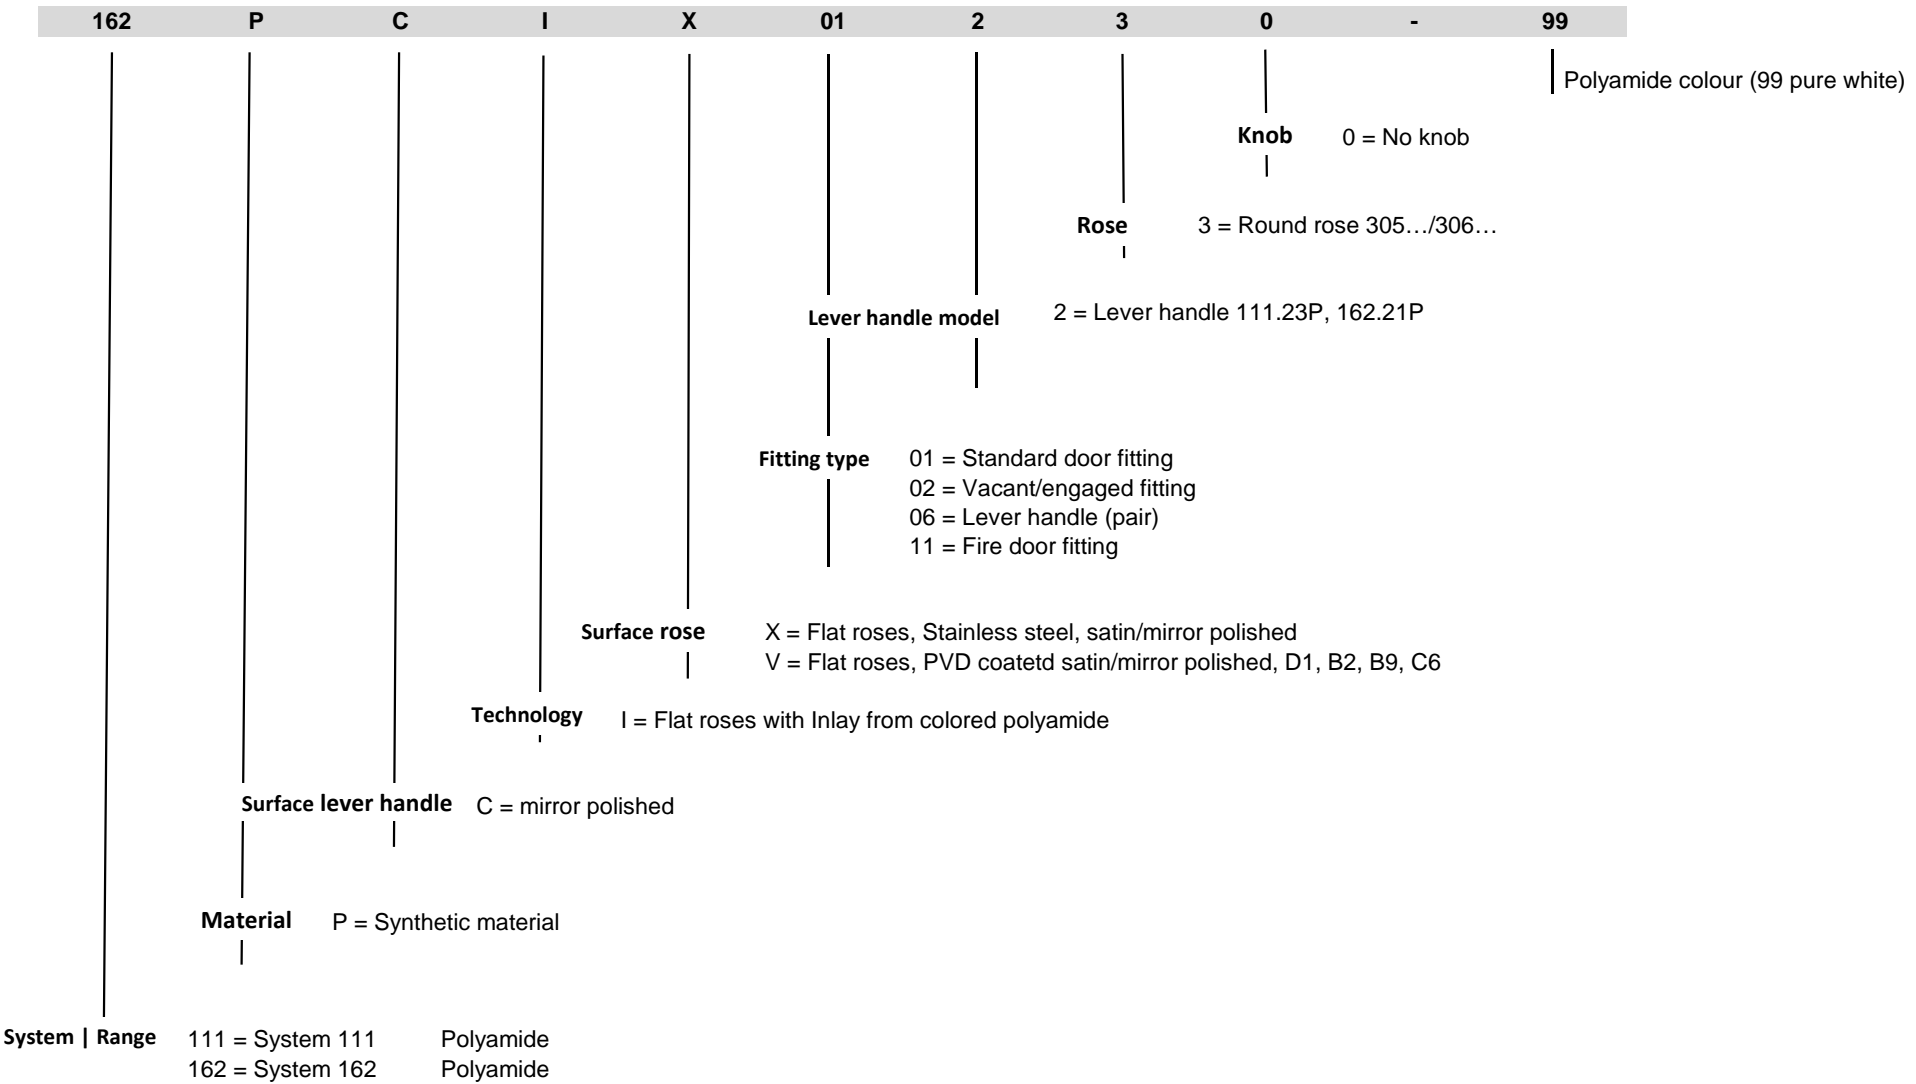 162 P C I X 01 2 3 0 - 99
Polyamide colour (99 pure white)
Knob 0 = No knob
Rose 3 = Round rose 305…/306…
Lever handle model 2 = Lever handle 111.23P, 162.21P
Fitting type 01 = Standard door fitting
02 = Vacant/engaged fitting
06 = Lever handle (pair)
11 = Fire door fitting
Surface rose X = Flat roses, Stainless steel, satin/mirror polished
V = Flat roses, PVD coatetd satin/mirror polished, D1, B2, B9, C6
Technology I = Flat roses with Inlay from colored polyamide
Surface lever handle C = mirror polished
Material P = Synthetic material
System | Range 111 = System 111 Polyamide
162 = System 162 Polyamide